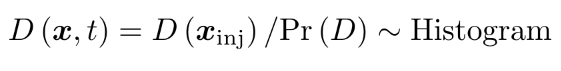 D (x, t) = D (x_inj) /Pr (D) ∼ Histogram